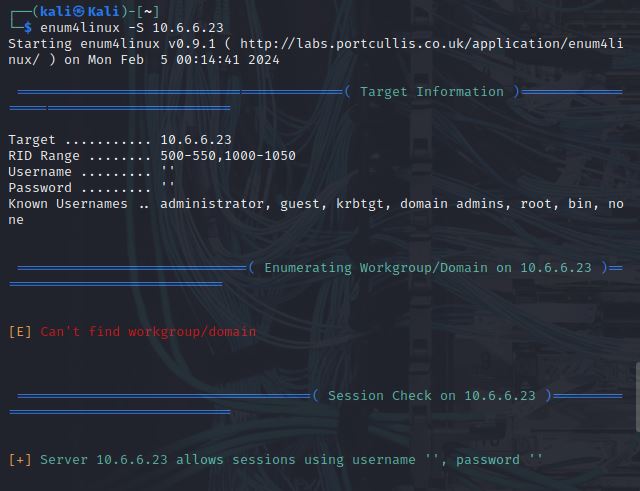 ┌──(kali㉿Kali)-[~]
└─$ enum4linux -S 10.6.6.23
Starting enum4linux v0.9.1 ( http://labs.portcullis.co.uk/application/enum4li
nux/ ) on Mon Feb  5 00:14:41 2024
=========================================( Target Information )=============
============================
Target ........... 10.6.6.23
RID Range ........ 500-550,1000-1050
Username ......... ''
Password ......... ''
Known Usernames .. administrator, guest, krbtgt, domain admins, root, bin, no
ne
=============================( Enumerating Workgroup/Domain on 10.6.6.23 )==
===========================
[E] Can't find workgroup/domain
=====================================( Session Check on 10.6.6.23 )=========
============================
[+] Server 10.6.6.23 allows sessions using username '', password ''